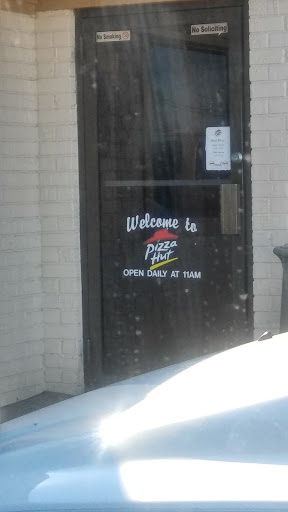 No Smoking
No Soliciting
Welcome to
Pizza
Hut
OPEN DAILY AT 11AM